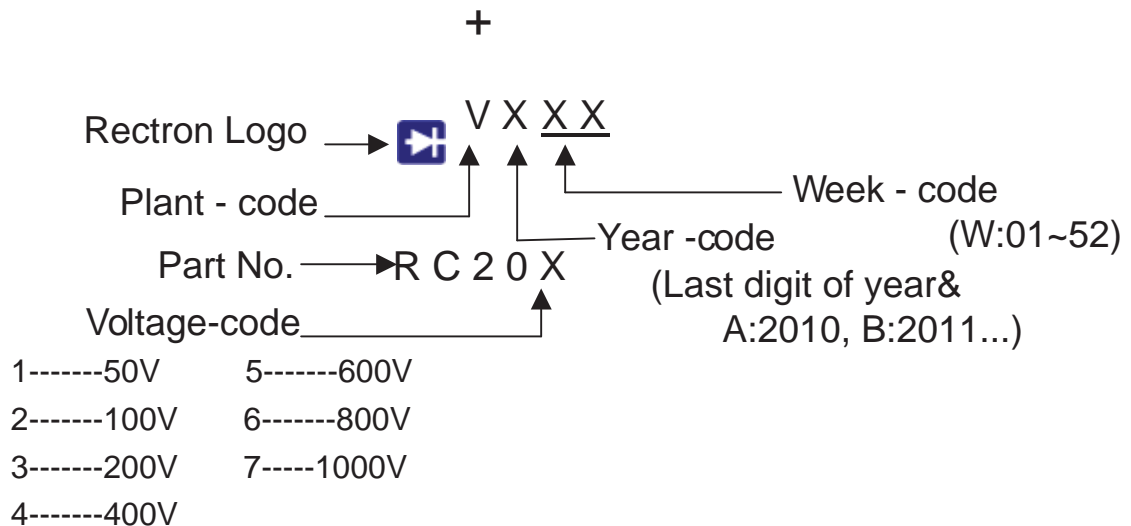 +
V X X X
Rectron Logo
Plant - code
Week - code
(W:01~52)
Year -code
(Last digit of year&
A:2010, B:2011...)
Part No.
R C 2 0 X
Voltage-code
1-------50V 5-------600V
2-------100V 6-------800V
3-------200V 7-----1000V
4-------400V